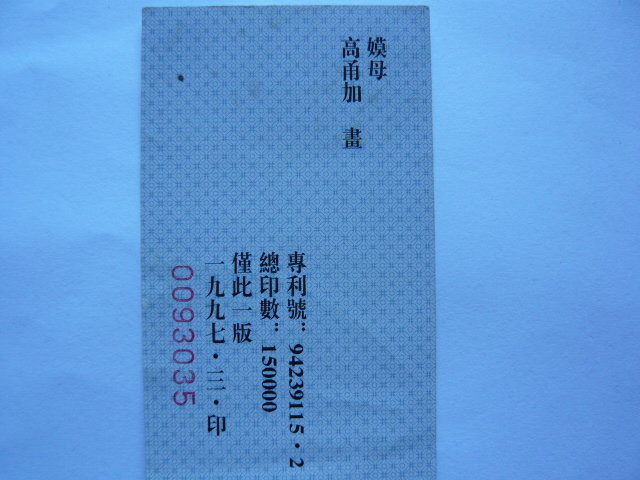 嫫母
高甬加 畫
專利號：94239115·2
總印數：150000
僅此一版
一九九七·三·印
0093035